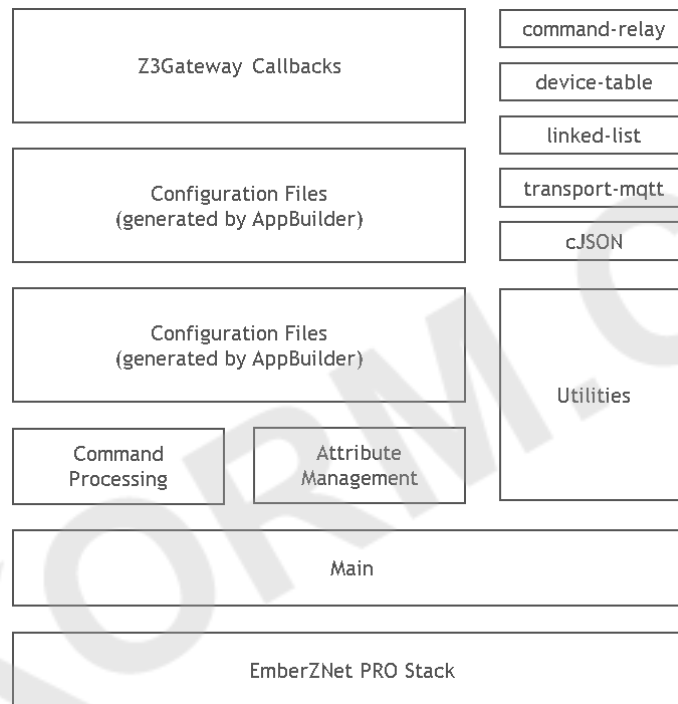 Z3Gateway Callbacks
command-relay
device-table
linked-list
transport-mqtt
cJSON
Configuration Files
(generated by AppBuilder)
Configuration Files
(generated by AppBuilder)
Utilities
Command
Processing
Attribute
Management
Main
EmberZNet PRO Stack